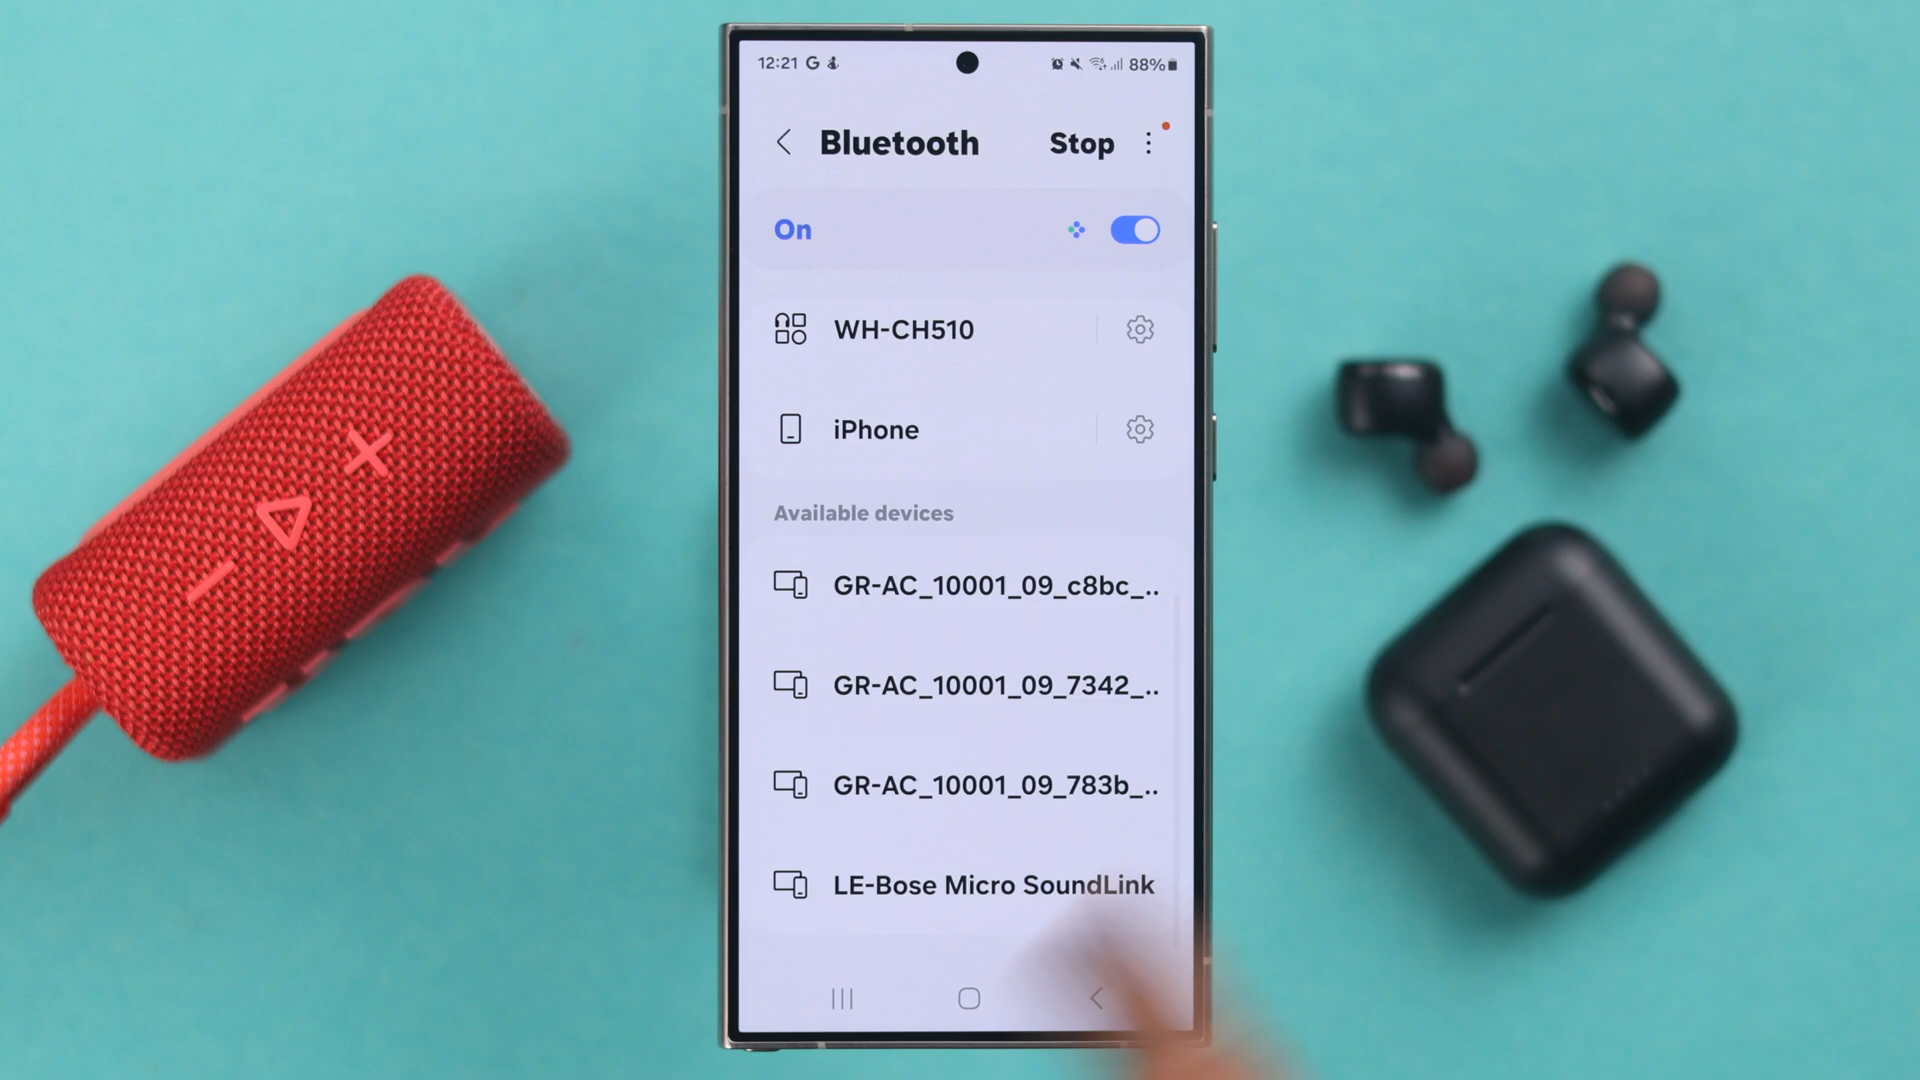 12:21 G 88%
Bluetooth Stop
On
WH-CH510
iPhone
Available devices
GR-AC_10001_09_c8bc_..
GR-AC_10001_09_7342_..
GR-AC_10001_09_783b_..
LE-Bose Micro SoundLink